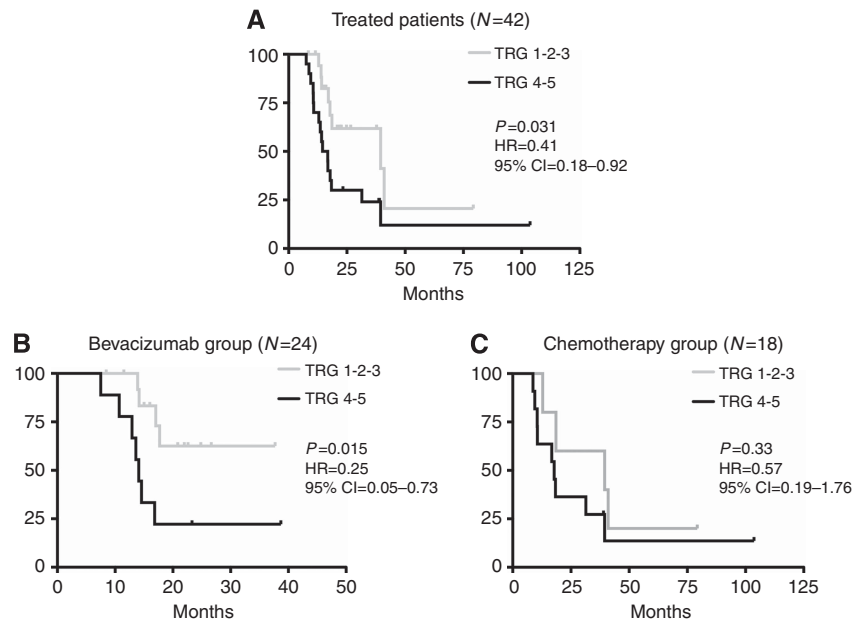 A
Treated patients (N=42)
100
75
50
25
0
TRG 1-2-3
TRG 4-5
P=0.031
HR=0.41
95% CI=0.18–0.92
0 25 50 75 100 125
Months
B
Bevacizumab group (N=24)
100
75
50
25
0
TRG 1-2-3
TRG 4-5
P=0.015
HR=0.25
95% CI=0.05–0.73
0 10 20 30 40 50
Months
C
Chemotherapy group (N=18)
100
75
50
25
0
TRG 1-2-3
TRG 4-5
P=0.33
HR=0.57
95% CI=0.19–1.76
0 25 50 75 100 125
Months